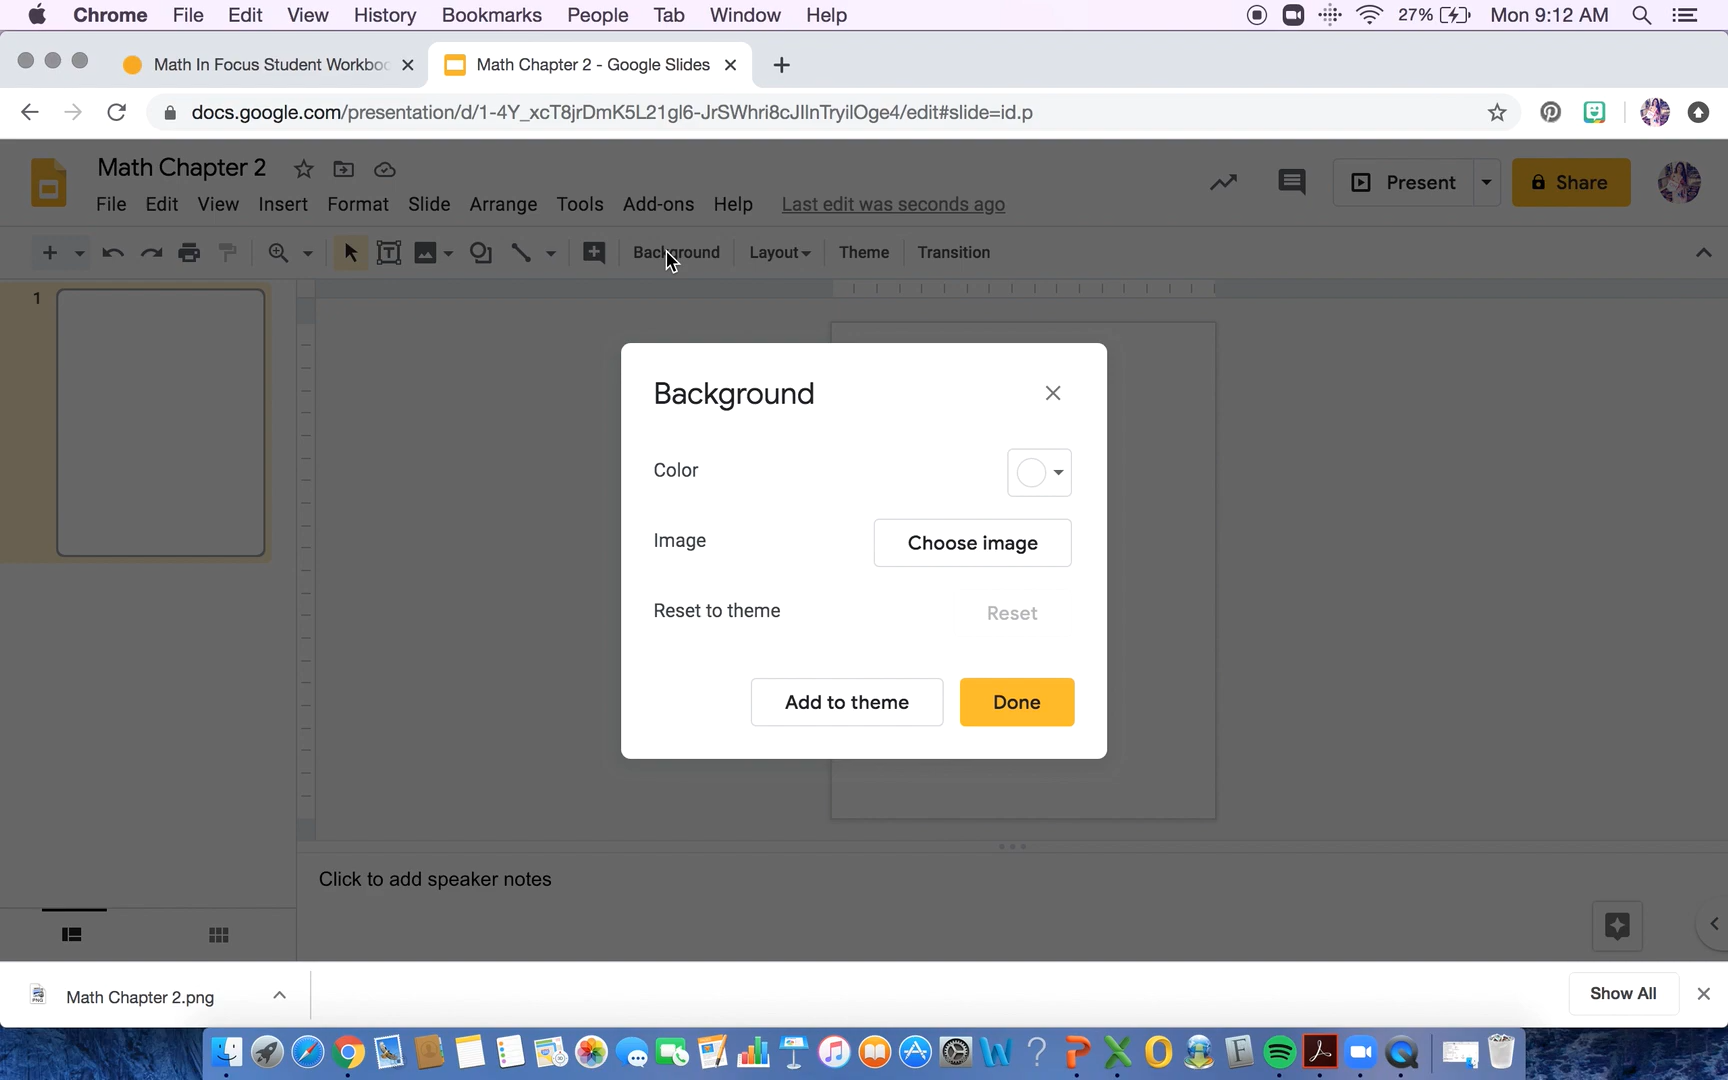 Chrome File Edit View History Bookmarks People Tab Window Help 27% Mon 9:12 AM
Math In Focus Student Workbo Math Chapter 2 - Google Slides
docs.google.com/presentation/d/1-4Y_xcT8jrDmK5L21gl6-JrSWhri8cJIlnTryilOge4/edit#slide=id.p
Math Chapter 2
Present Share
File Edit View Insert Format Slide Arrange Tools Add-ons Help Last edit was seconds ago
Background Layout Theme Transition
1
Background
Color
Image Choose image
Reset to theme Reset
Add to theme Done
Click to add speaker notes
Math Chapter 2.png Show All